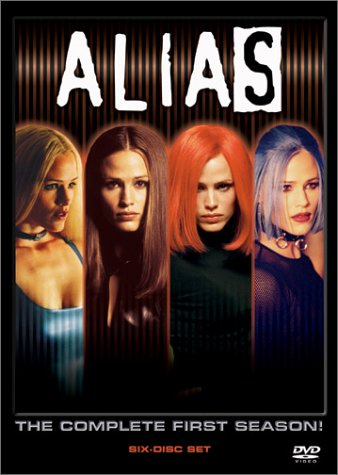 ALIAS
THE COMPLETE FIRST SEASON!
SIX-DISC SET
DVD
VIDEO